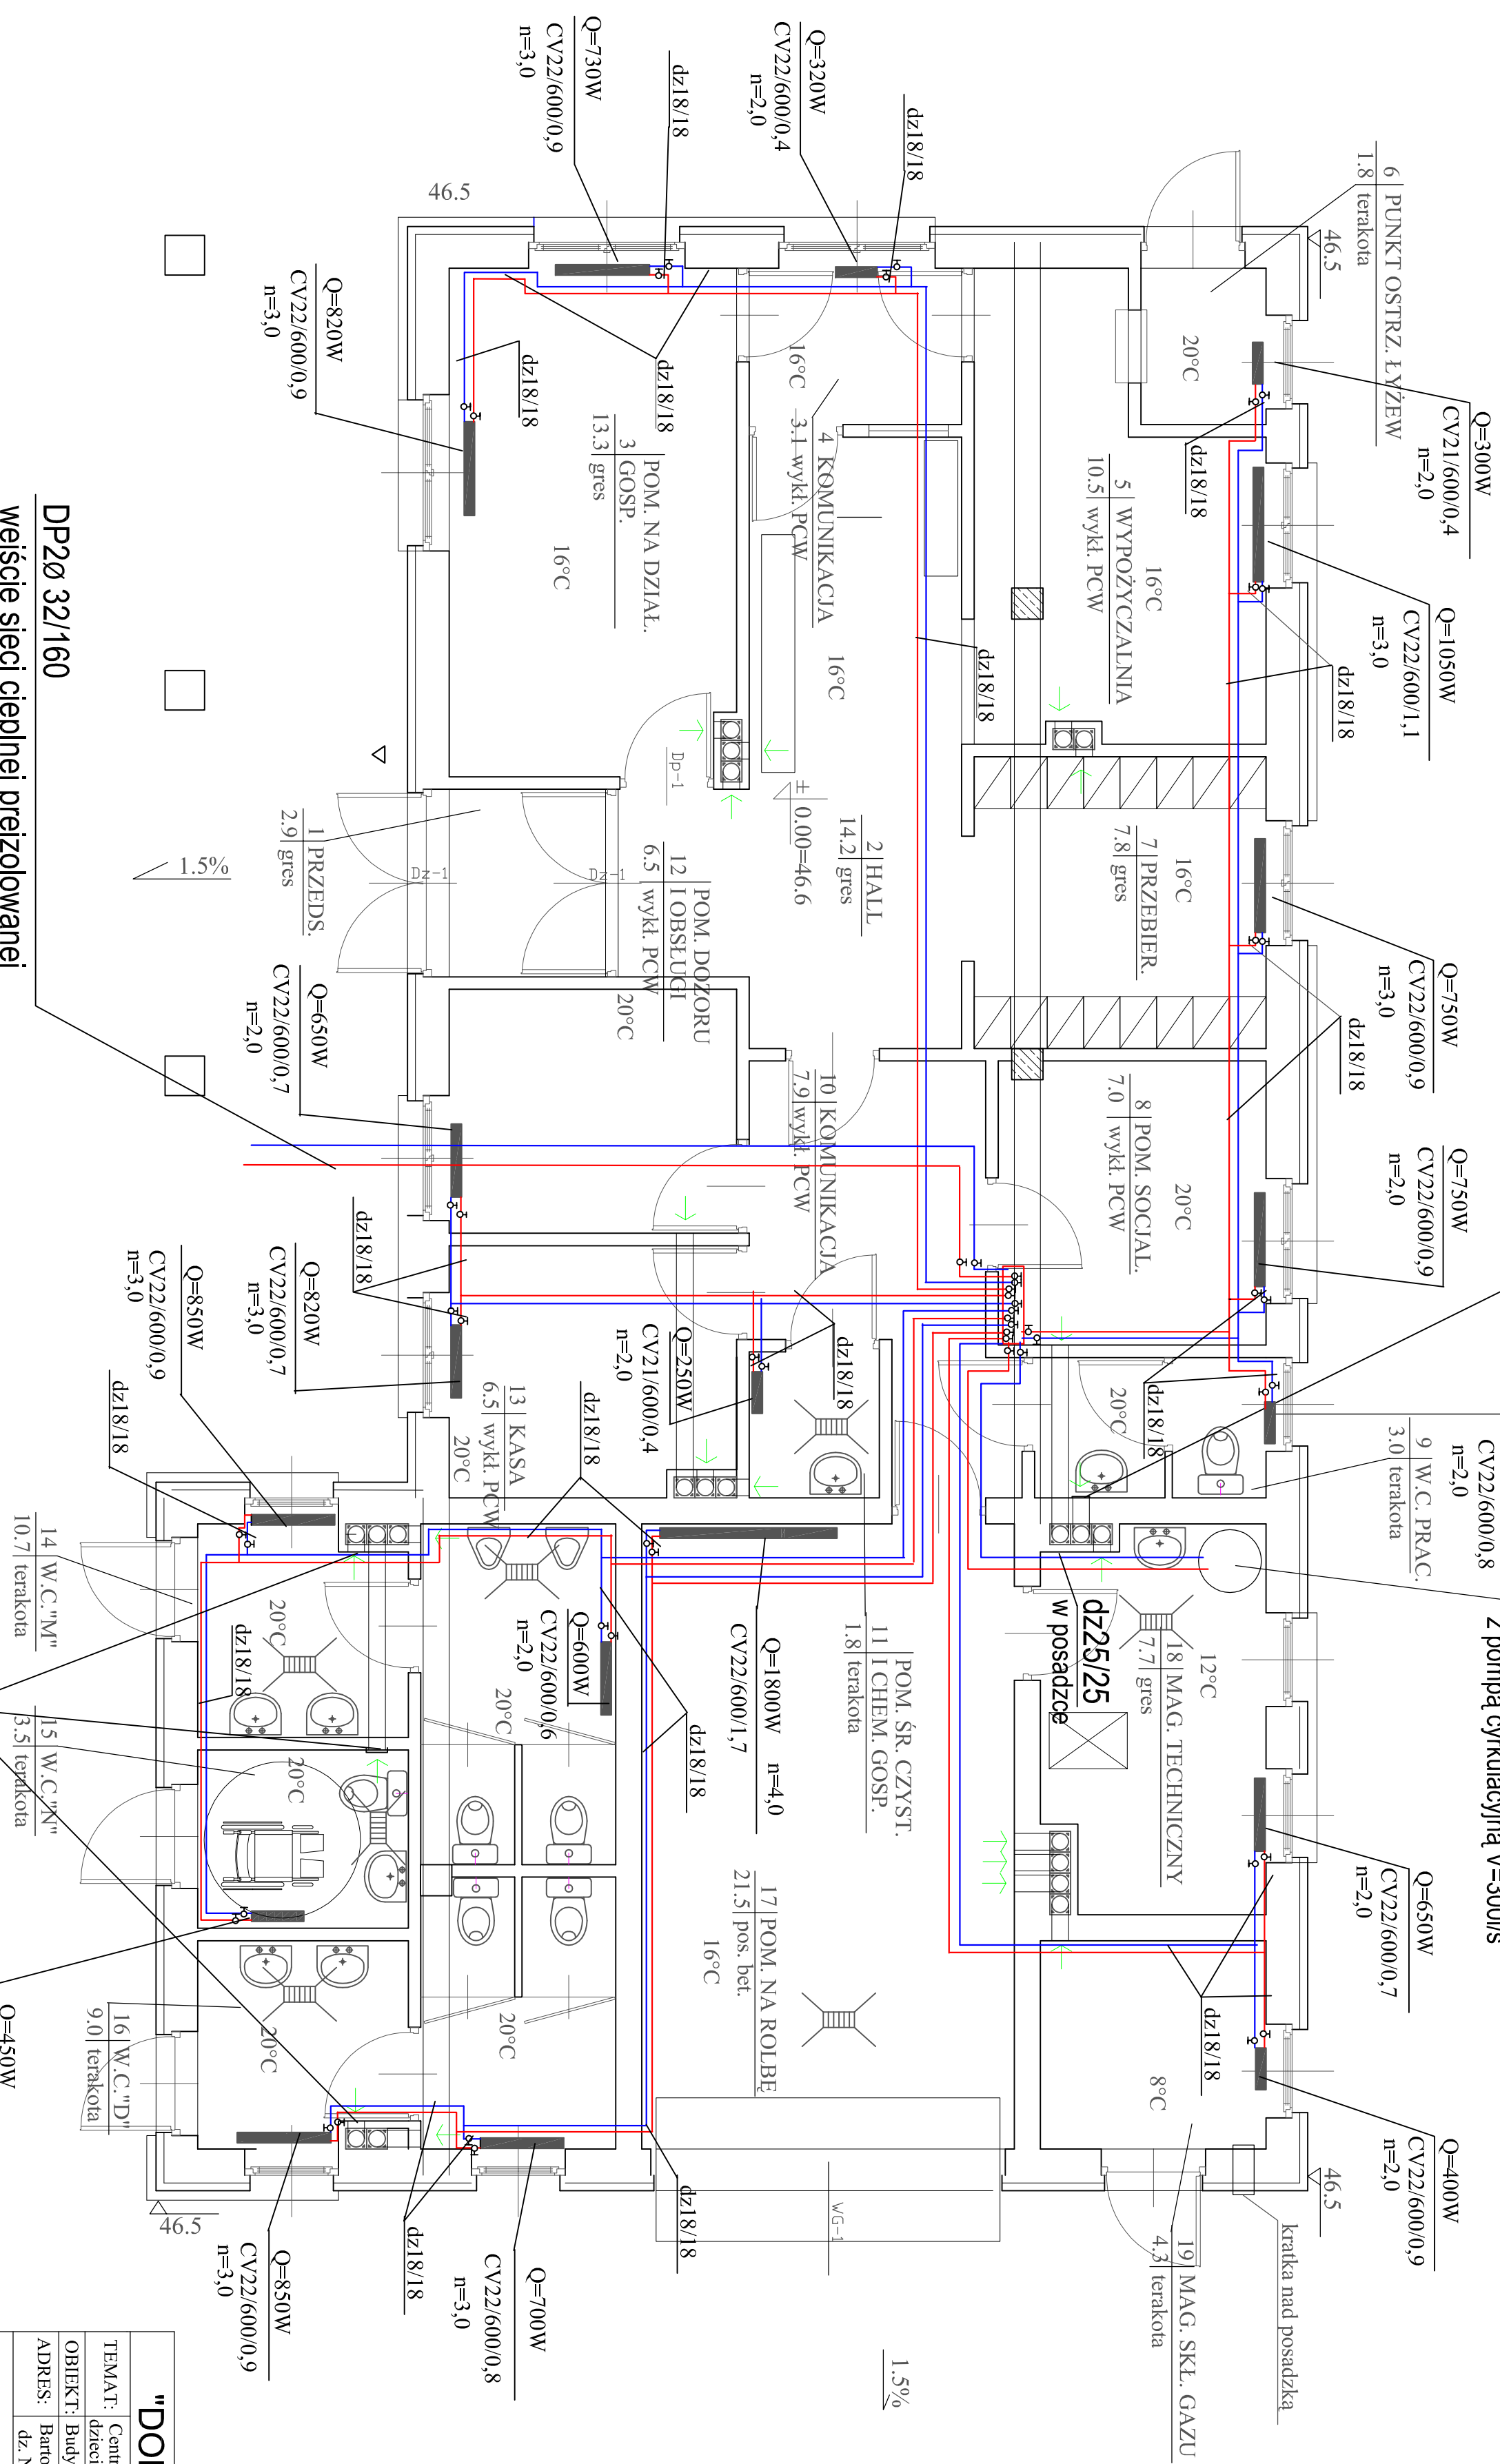 6 PUNKT OSTRZ. ŁYŻEW
1.8 terakota
46.5
20°C
Q=300W
CV21/600/0,4
n=2,0
dz18/18
Q=1050W
CV22/600/1,1
n=3,0
dz18/18
Q=750W
CV22/600/0,9
n=3,0
dz18/18
Q=750W
CV22/600/0,9
n=2,0
CV22/600/0,8
n=2,0
9 W.C. PRAC.
3.0 terakota
z pompą cyrkulacyjną V=300l/s
Q=650W
CV22/600/0,7
n=2,0
Q=400W
CV22/600/0,9
n=2,0
46.5
kratka nad posadzką
dz18/18
Q=320W
CV22/600/0,4
n=2,0
5 WYPOŻYCZALNIA
10.5 wykł. PCW
16°C
7 PRZEBIER.
7.8 gres
16°C
8 POM. SOCJAL.
7.0 wykł. PCW
20°C
dz18/18
20°C
18 MAG. TECHNICZNY
7.7 gres
12°C
dz25/25
w posadzce
dz18/18
8°C
19 MAG. SKŁ. GAZU
4.3 terakota
dz18/18
Q=730W
CV22/600/0,9
n=3,0
16°C
4 KOMUNIKACJA
3.1 wykł. PCW
16°C
dz18/18
2 HALL
14.2 gres
± 0.00=46.6
10 KOMUNIKACJA
7.9 wykł. PCW
dz18/18
POM. ŚR. CZYST.
11 I CHEM. GOSP.
1.8 terakota
17 POM. NA ROLBĘ
21.5 pos. bet.
16°C
WG-1
1.5%
46.5
dz18/18
POM. NA DZIAŁ.
3 GOSP.
13.3 gres
16°C
Dp-1
POM. DOZORU
12 I OBSŁUGI
6.5 wykł. PCW
20°C
Q=250W
CV21/600/0,4
n=2,0
dz18/18
Q=1800W n=4,0
CV22/600/1,7
dz18/18
dz18/18
dz18/18
Dz-1
Dz-1
13 KASA
6.5 wykł. PCW
20°C
Q=600W
CV22/600/0,6
n=2,0
20°C
20°C
Q=820W
CV22/600/0,9
n=3,0
1 PRZEDS.
2.9 gres
1.5%
Q=650W
CV22/600/0,7
n=2,0
dz18/18
Q=820W
CV22/600/0,7
n=3,0
Q=850W
CV22/600/0,9
n=3,0
dz18/18
20°C
dz18/18
20°C
20°C
dz18/18
Q=700W
CV22/600/0,8
n=3,0
46.5
Q=850W
CV22/600/0,9
n=3,0
14 W.C."M"
10.7 terakota
15 W.C."N"
3.5 terakota
16 W.C."D"
9.0 terakota
DP2ø 32/160
wejście sieci cieplnej preizolowanej
Q=450W
TEMAT:
OBIEKT:
ADRES:
dz.